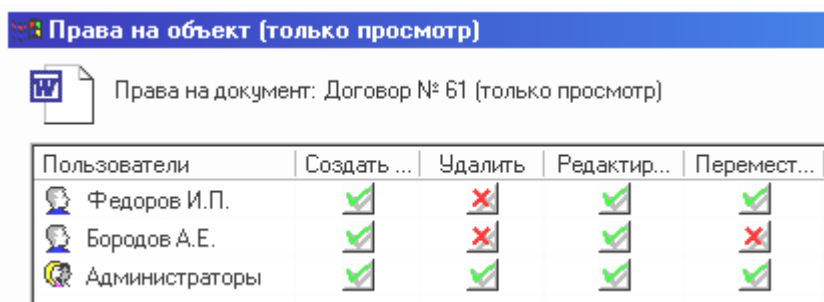 Права на объект (только просмотр)
W
Права на документ: Договор № 61 (только просмотр)
Пользователи Создать ... Удалить Редактир... Перемест...
Федоров И.П.
Бородов А.Е.
Администраторы